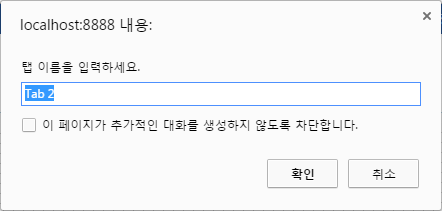 localhost:8888 내용:
탭 이름을 입력하세요.
Tab 2
이 페이지가 추가적인 대화를 생성하지 않도록 차단합니다.
확인
취소